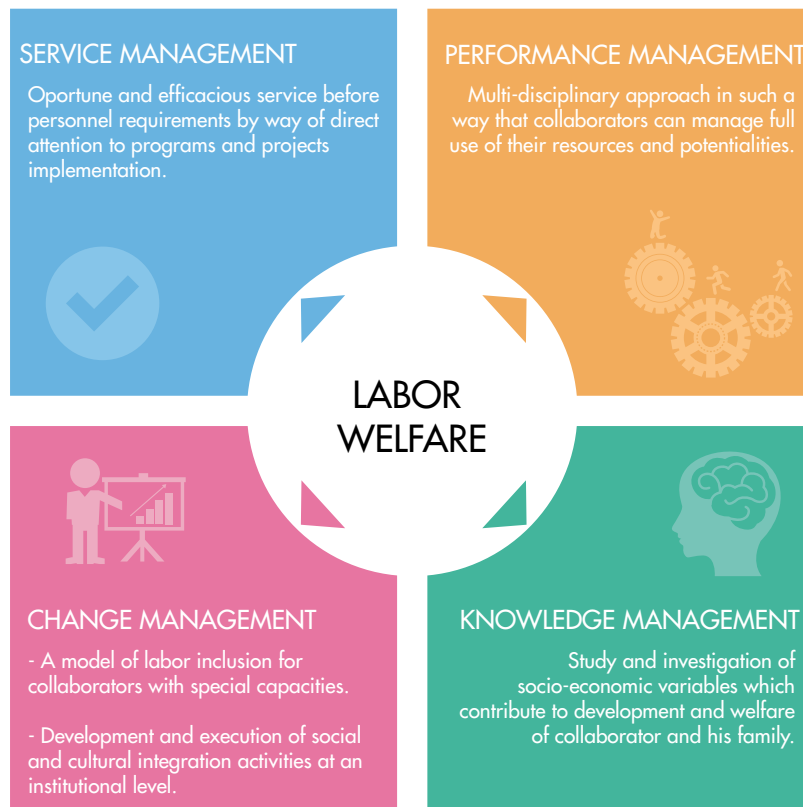 SERVICE MANAGEMENT
Oportune and efficacious service before
personnel requirements by way of direct
attention to programs and projects
implementation.
PERFORMANCE MANAGEMENT
Multi-disciplinary approach in such a
way that collaborators can manage full
use of their resources and potentialities.
LABOR
WELFARE
CHANGE MANAGEMENT
- A model of labor inclusion for
collaborators with special capacities.
- Development and execution of social
and cultural integration activities at an
institutional level.
KNOWLEDGE MANAGEMENT
Study and investigation of
socio-economic variables which
contribute to development and welfare
of collaborator and his family.